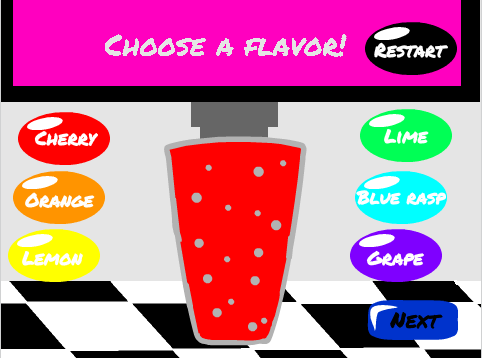 Choose a flavor!
Restart
Cherry
Lime
Orange
Blue rasp
Lemon
Grape
Next